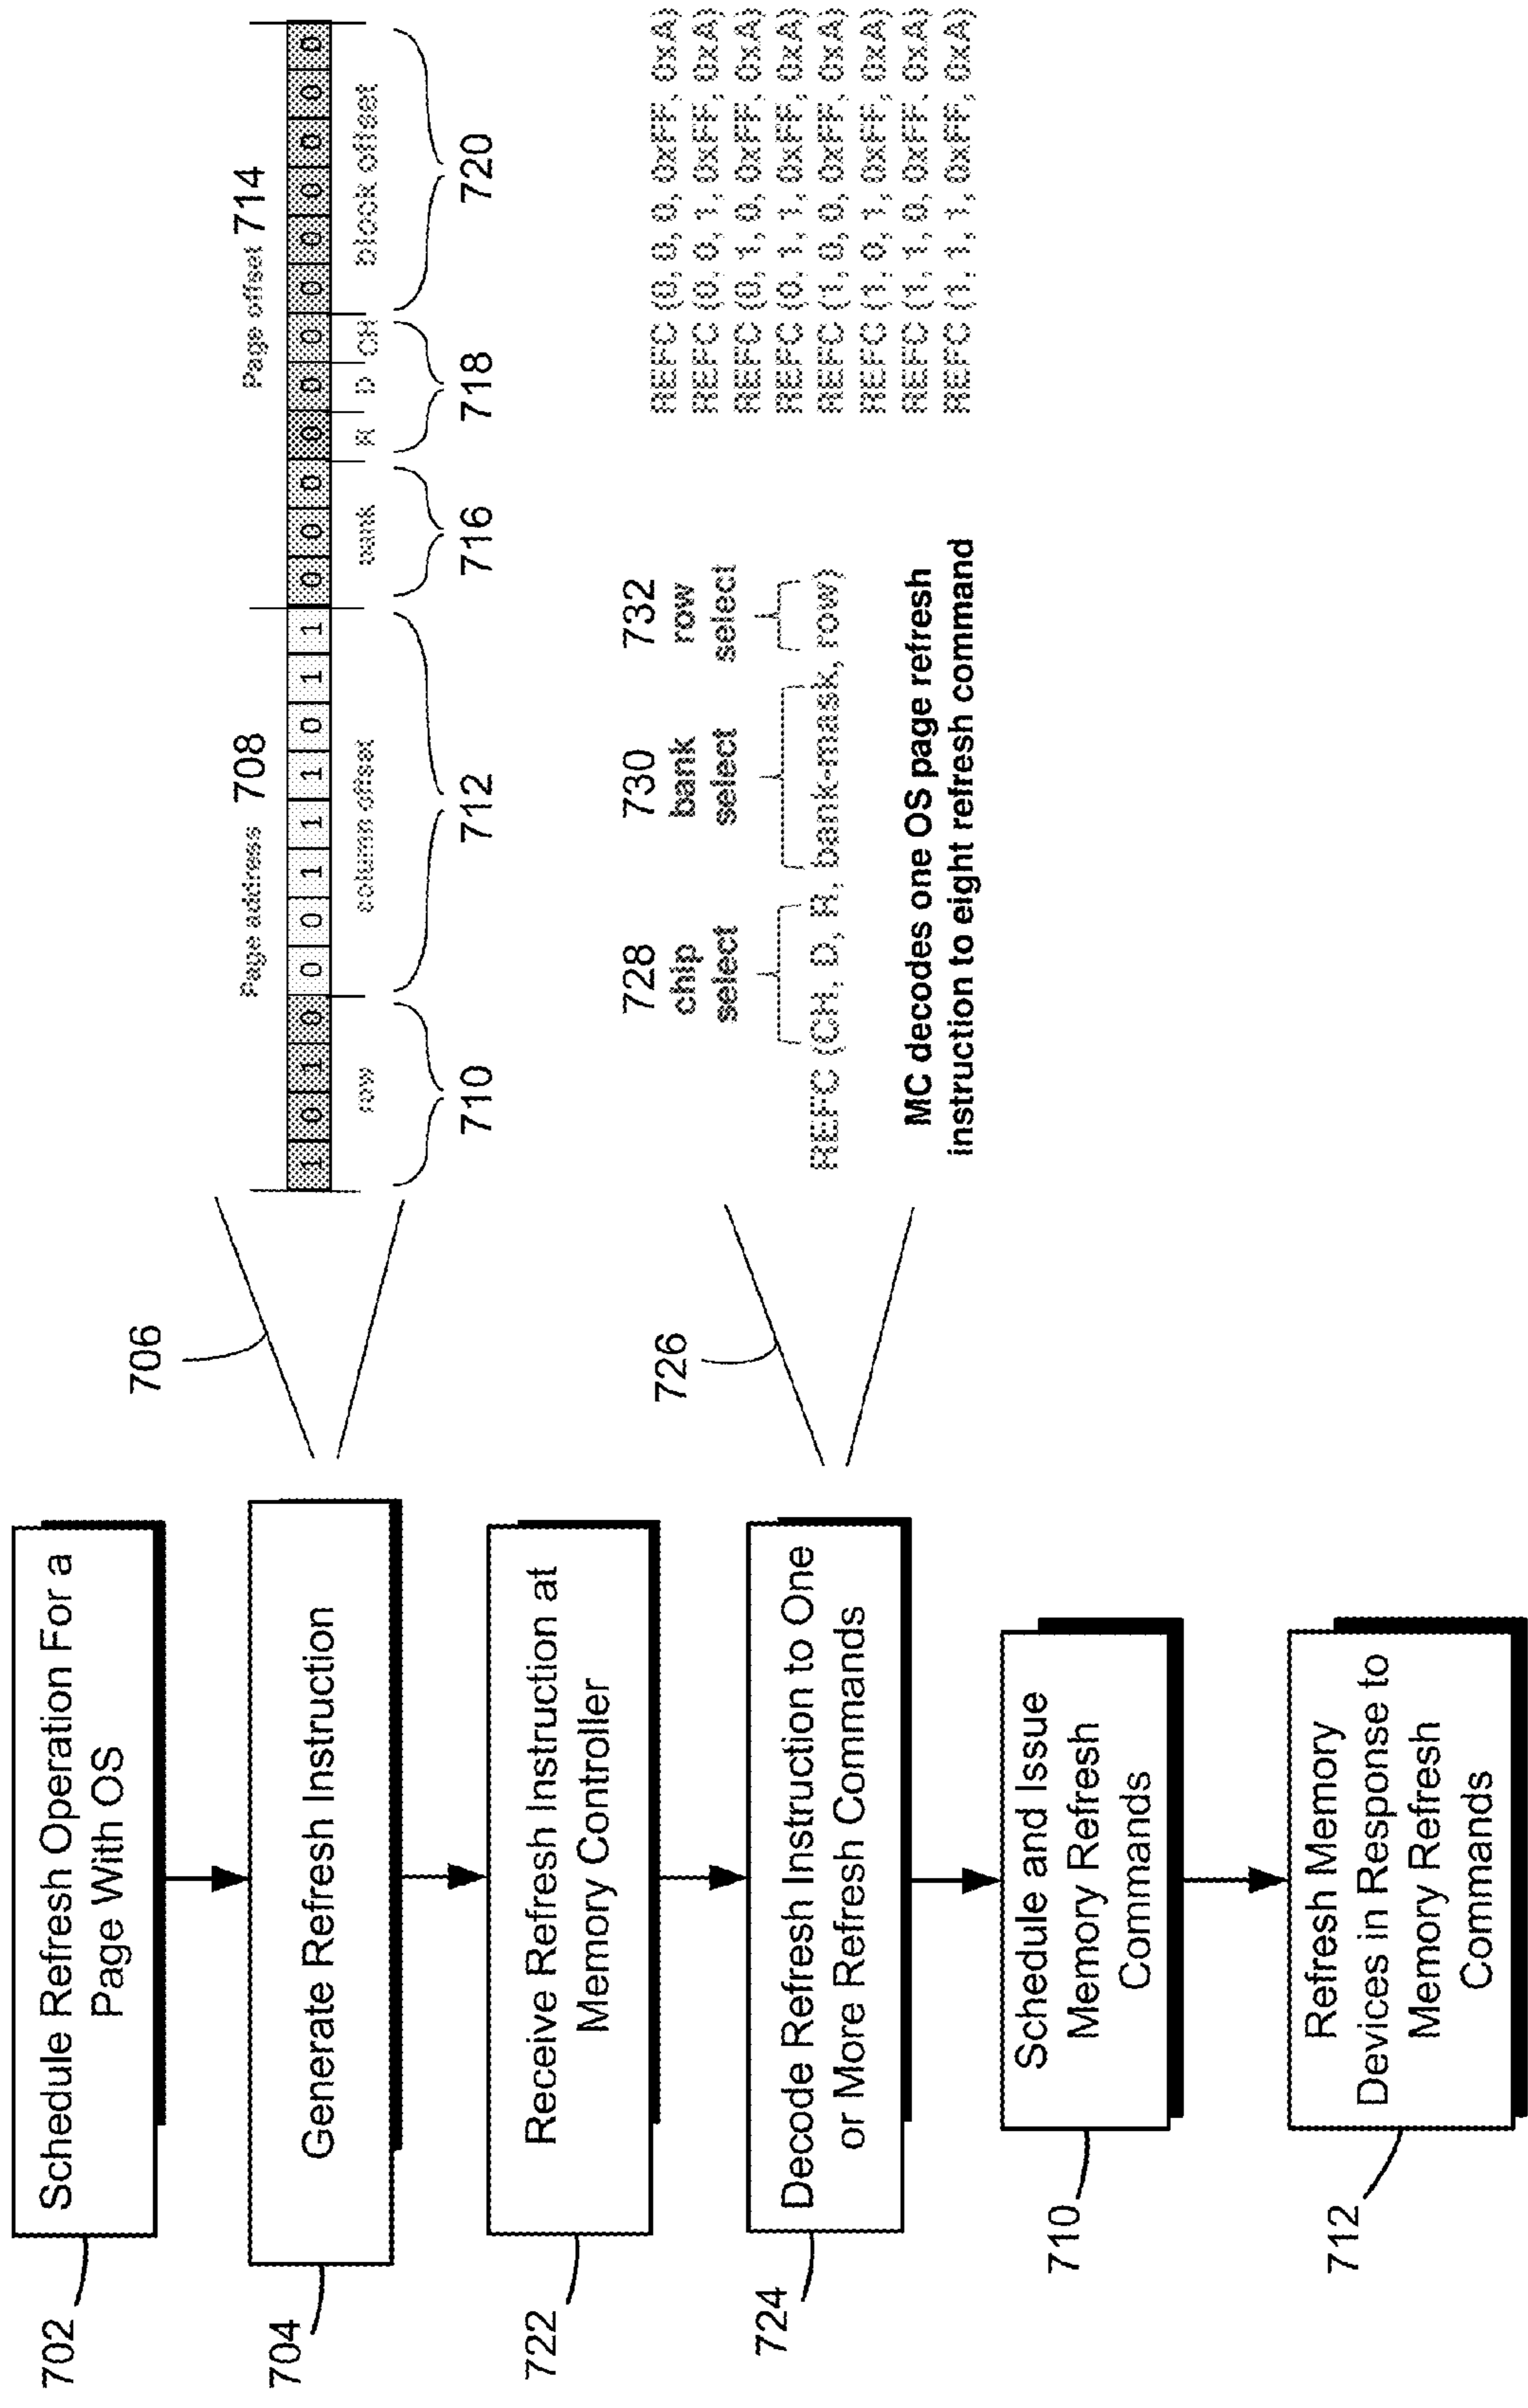 702
Schedule Refresh Operation For a
Page With OS
704
Generate Refresh Instruction
722
Receive Refresh Instruction at
Memory Controller
724
Decode Refresh Instruction to One
or More Refresh Commands
710
Schedule and Issue
Memory Refresh
Commands
712
Refresh Memory
Devices in Response to
Memory Refresh
Commands
706
Page address 708
Page offset 714
1 0 1 0 0 0 1 1 1 0 1 1 0 0 0 0 0 0 0 0 0 0 0 0
row column offset bank R D CH block offset
710 712 716 718 720
726
728 730 732
chip bank row
select select select
REFC (CH, D, R, bank-mask, row)
MC decodes one OS page refresh
instruction to eight refresh command
REFC (0, 0, 0, 0xFF, 0xA)
REFC (0, 0, 1, 0xFF, 0xA)
REFC (0, 1, 0, 0xFF, 0xA)
REFC (0, 1, 1, 0xFF, 0xA)
REFC (1, 0, 0, 0xFF, 0xA)
REFC (1, 0, 1, 0xFF, 0xA)
REFC (1, 1, 0, 0xFF, 0xA)
REFC (1, 1, 1, 0xFF, 0xA)